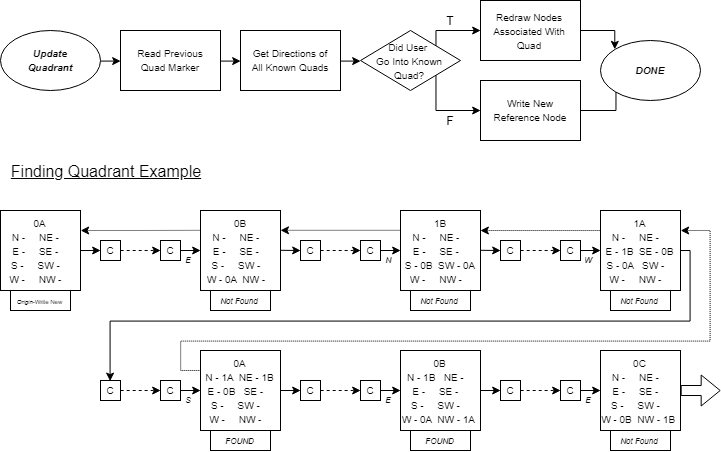 Update
Quadrant
Read Previous
Quad Marker
Get Directions of
All Known Quads
Did User
Go Into Known
Quad?
T
F
Redraw Nodes
Associated With
Quad
Write New
Reference Node
DONE
Finding Quadrant Example
0A
N - NE -
E - SE -
S - SW -
W - NW -
Origin-Write New
C
C
E
0B
N - NE -
E - SE -
S - SW -
W - 0A NW -
Not Found
C
C
N
1B
N - NE -
E - SE -
S - 0B SW - 0A
W - NW -
Not Found
C
C
W
1A
N - NE -
E - 1B SE - 0B
S - 0A SW -
W - NW -
Not Found
C
C
S
0A
N - 1A NE - 1B
E - 0B SE -
S - SW -
W - NW -
FOUND
C
C
E
0B
N - 1B NE -
E - SE -
S - SW -
W - 0A NW - 1A
FOUND
C
C
E
0C
N - NE -
E - SE -
S - SW -
W - 0B NW - 1B
Not Found